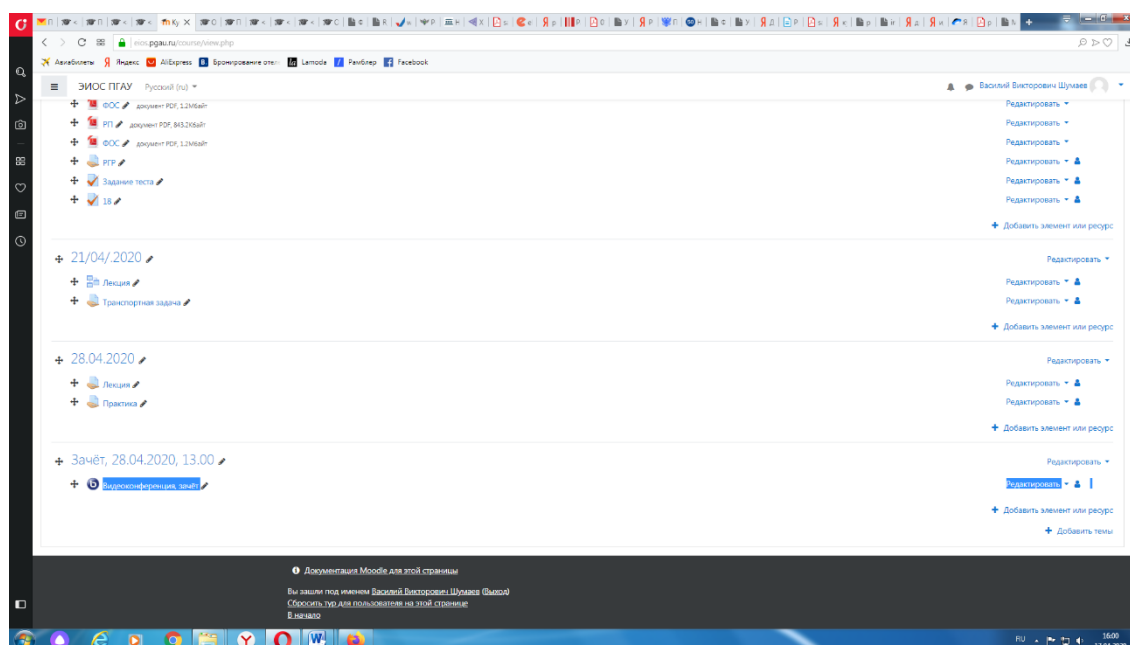 eios.pgau.ru/course/view.php
Авиабилеты Яндекс AliExpress Бронирование отел Lamoda Рамблер Facebook
ЭИОС ПГАУ Русский (ru) Василий Викторович Шумаев
ФОС документ PDF, 1.2Мбайт Редактировать
РП документ PDF, 843.2Кбайт Редактировать
ФОС документ PDF, 1.2Мбайт Редактировать
РГР Редактировать
Задание теста Редактировать
18 Редактировать
Добавить элемент или ресурс
21/04/.2020 Редактировать
Лекция Редактировать
Транспортная задача Редактировать
Добавить элемент или ресурс
28.04.2020 Редактировать
Лекция Редактировать
Практика Редактировать
Добавить элемент или ресурс
Зачёт, 28.04.2020, 13.00 Редактировать
Видеоконференция, зачёт Редактировать
Добавить элемент или ресурс
Добавить темы
Документация Moodle для этой страницы
Вы зашли под именем Василий Викторович Шумаев (Выход)
Сбросить тур для пользователя на этой странице
В начало
RU 16:00